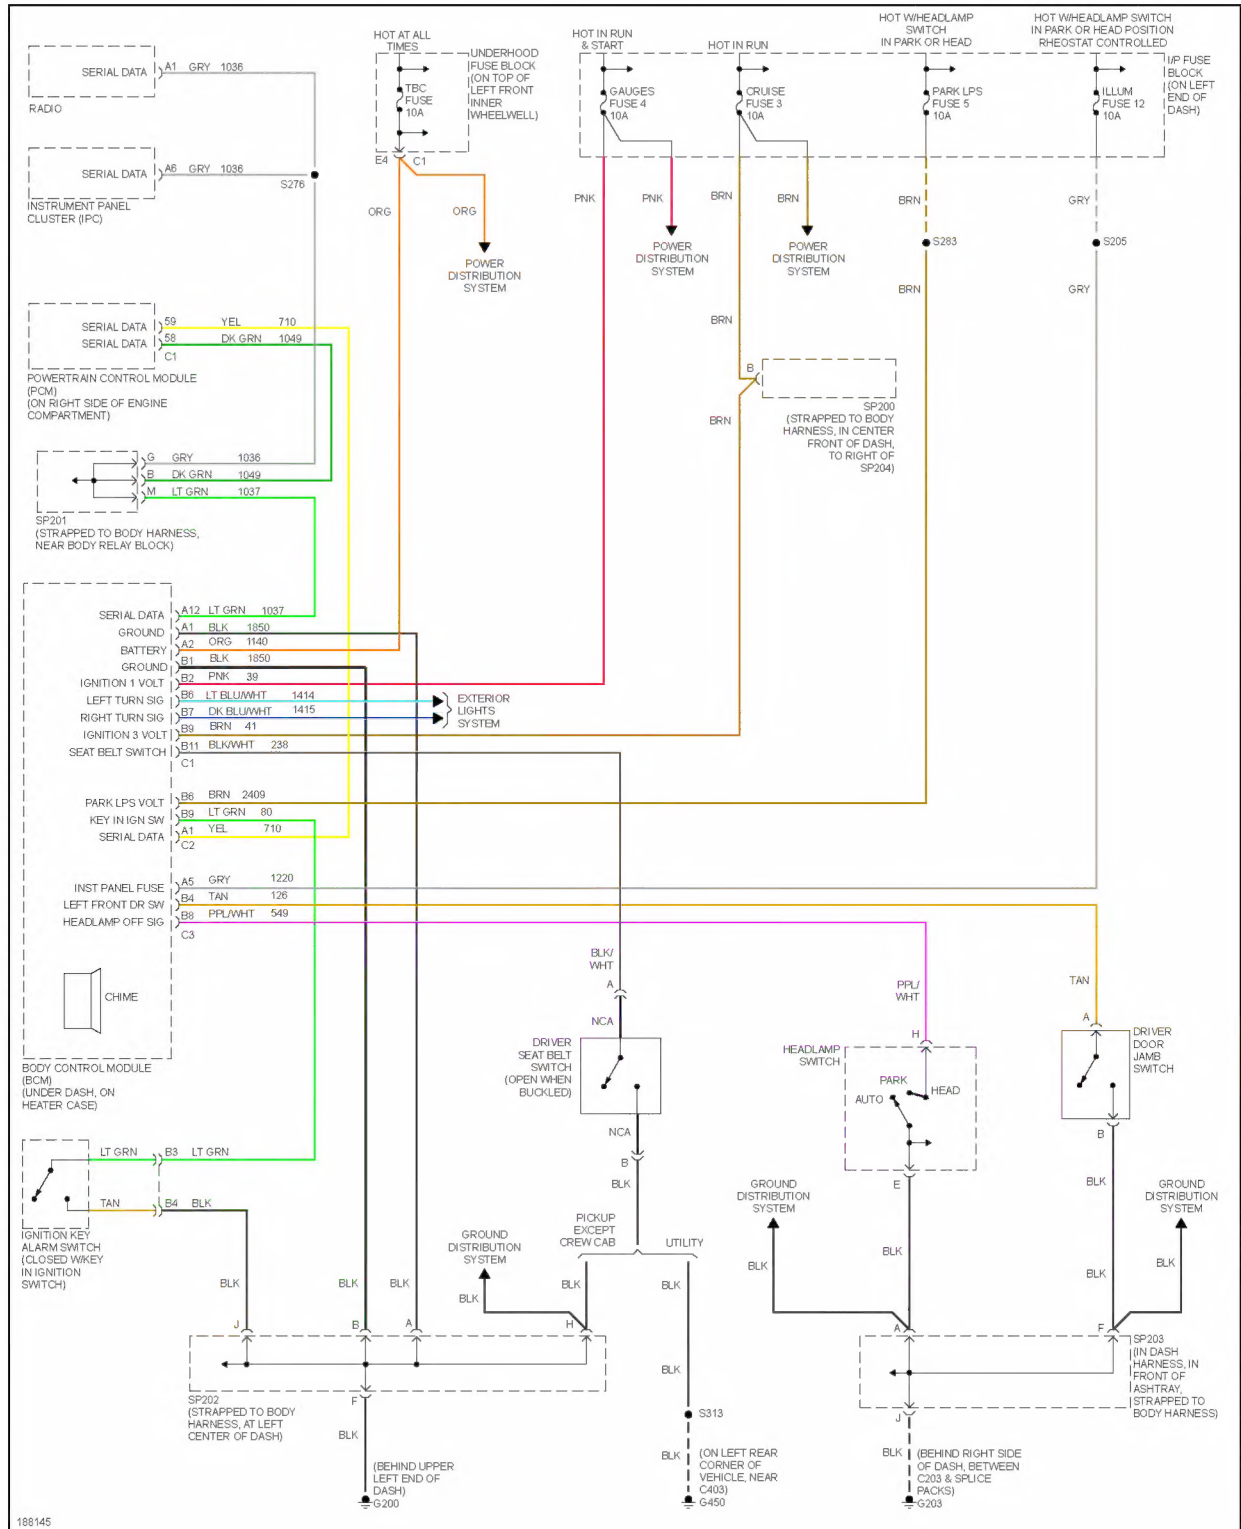 HOT AT ALL
TIMES
UNDERHOOD
FUSE BLOCK
(ON TOP OF
LEFT FRONT
INNER
WHEELWELL)
TBC
FUSE
10A
E4
C1
HOT IN RUN
& START
HOT IN RUN
HOT W/HEADLAMP
SWITCH
IN PARK OR HEAD
HOT W/HEADLAMP SWITCH
IN PARK OR HEAD POSITION
RHEOSTAT CONTROLLED
I/P FUSE
BLOCK
(ON LEFT
END OF
DASH)
GAUGES
FUSE 4
10A
CRUISE
FUSE 3
10A
PARK LPS
FUSE 5
10A
ILLUM
FUSE 12
10A
SERIAL DATA
A1 GRY 1036
RADIO
SERIAL DATA
A6 GRY 1036
S276
INSTRUMENT PANEL
CLUSTER (IPC)
ORG
ORG
POWER
DISTRIBUTION
SYSTEM
PNK
PNK
POWER
DISTRIBUTION
SYSTEM
BRN
BRN
POWER
DISTRIBUTION
SYSTEM
BRN
S283
BRN
GRY
S205
GRY
SERIAL DATA
59 YEL 710
SERIAL DATA
58 DK GRN 1049
C1
POWERTRAIN CONTROL MODULE
(PCM)
(ON RIGHT SIDE OF ENGINE
COMPARTMENT)
BRN
B
BRN
SP200
(STRAPPED TO BODY
HARNESS, IN CENTER
FRONT OF DASH,
TO RIGHT OF
SP204)
G GRY 1036
B DK GRN 1049
M LT GRN 1037
SP201
(STRAPPED TO BODY HARNESS,
NEAR BODY RELAY BLOCK)
SERIAL DATA A12 LT GRN 1037
GROUND A1 BLK 1850
BATTERY A2 ORG 1140
GROUND B1 BLK 1850
IGNITION 1 VOLT B2 PNK 39
LEFT TURN SIG B6 LT BLU/WHT 1414
RIGHT TURN SIG B7 DK BLU/WHT 1415
IGNITION 3 VOLT B9 BRN 41
SEAT BELT SWITCH B11 BLK/WHT 238
C1
EXTERIOR
LIGHTS
SYSTEM
PARK LPS VOLT B6 BRN 2409
KEY IN IGN SW B9 LT GRN 80
SERIAL DATA A1 YEL 710
C2
INST PANEL FUSE A5 GRY 1220
LEFT FRONT DR SW B4 TAN 126
HEADLAMP OFF SIG B8 PPL/WHT 549
C3
CHIME
BODY CONTROL MODULE
(BCM)
(UNDER DASH, ON
HEATER CASE)
BLK/
WHT
A
NCA
DRIVER
SEAT BELT
SWITCH
(OPEN WHEN
BUCKLED)
NCA
B
BLK
PPL/
WHT
H
HEADLAMP
SWITCH
PARK
AUTO
HEAD
E
TAN
A
DRIVER
DOOR
JAMB
SWITCH
B
LT GRN B3 LT GRN
TAN B4 BLK
IGNITION KEY
ALARM SWITCH
(CLOSED W/KEY
IN IGNITION
SWITCH)
PICKUP
EXCEPT
CREW CAB
UTILITY
GROUND
DISTRIBUTION
SYSTEM
GROUND
DISTRIBUTION
SYSTEM
GROUND
DISTRIBUTION
SYSTEM
BLK
BLK
BLK
BLK
BLK
BLK
BLK
BLK
BLK
BLK
BLK
J
B
A
H
A
F
SP202
(STRAPPED TO BODY
HARNESS, AT LEFT
CENTER OF DASH)
F
BLK
(BEHIND UPPER
LEFT END OF
DASH)
G200
BLK
S313
BLK
(ON LEFT REAR
CORNER OF
VEHICLE, NEAR
C403)
G450
SP203
(IN DASH
HARNESS, IN
FRONT OF
ASHTRAY,
STRAPPED TO
BODY HARNESS)
J
BLK
(BEHIND RIGHT SIDE
OF DASH, BETWEEN
C203 & SPLICE
PACKS)
G203
188145